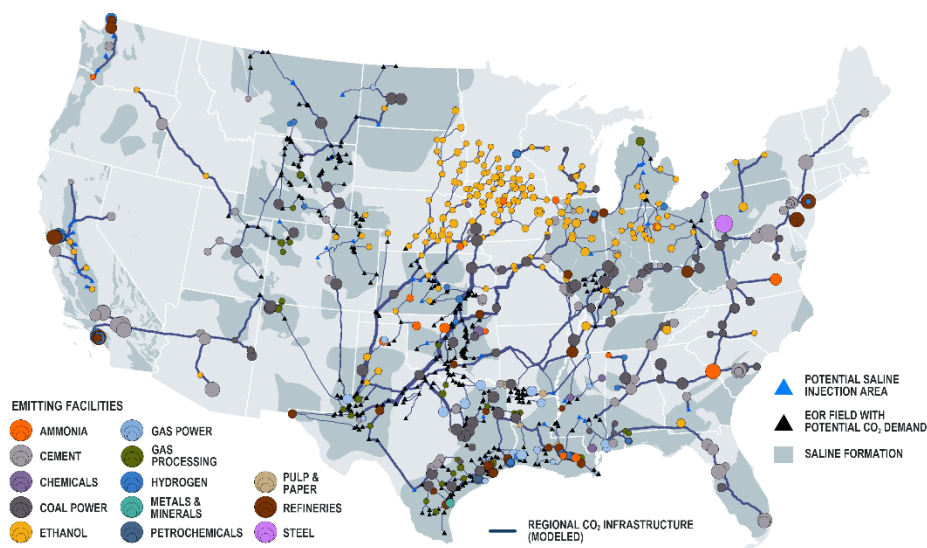 EMITTING FACILITIES
AMMONIA
CEMENT
CHEMICALS
COAL POWER
ETHANOL
GAS POWER
GAS
PROCESSING
HYDROGEN
METALS &
MINERALS
PETROCHEMICALS
PULP &
PAPER
REFINERIES
STEEL
REGIONAL CO₂ INFRASTRUCTURE
(MODELED)
POTENTIAL SALINE
INJECTION AREA
EOR FIELD WITH
POTENTIAL CO₂ DEMAND
SALINE FORMATION